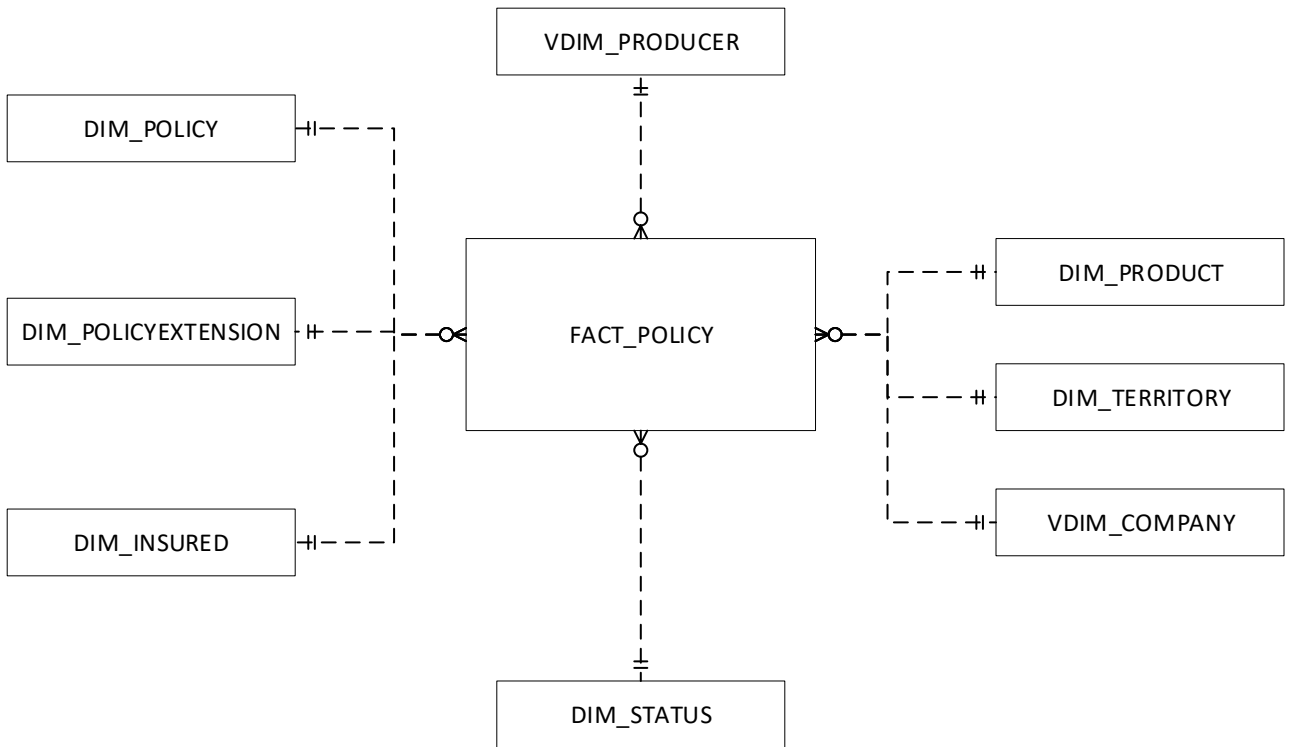 VDIM_PRODUCER
DIM_POLICY
DIM_PRODUCT
DIM_POLICYEXTENSION
FACT_POLICY
DIM_TERRITORY
VDIM_COMPANY
DIM_INSURED
DIM_STATUS